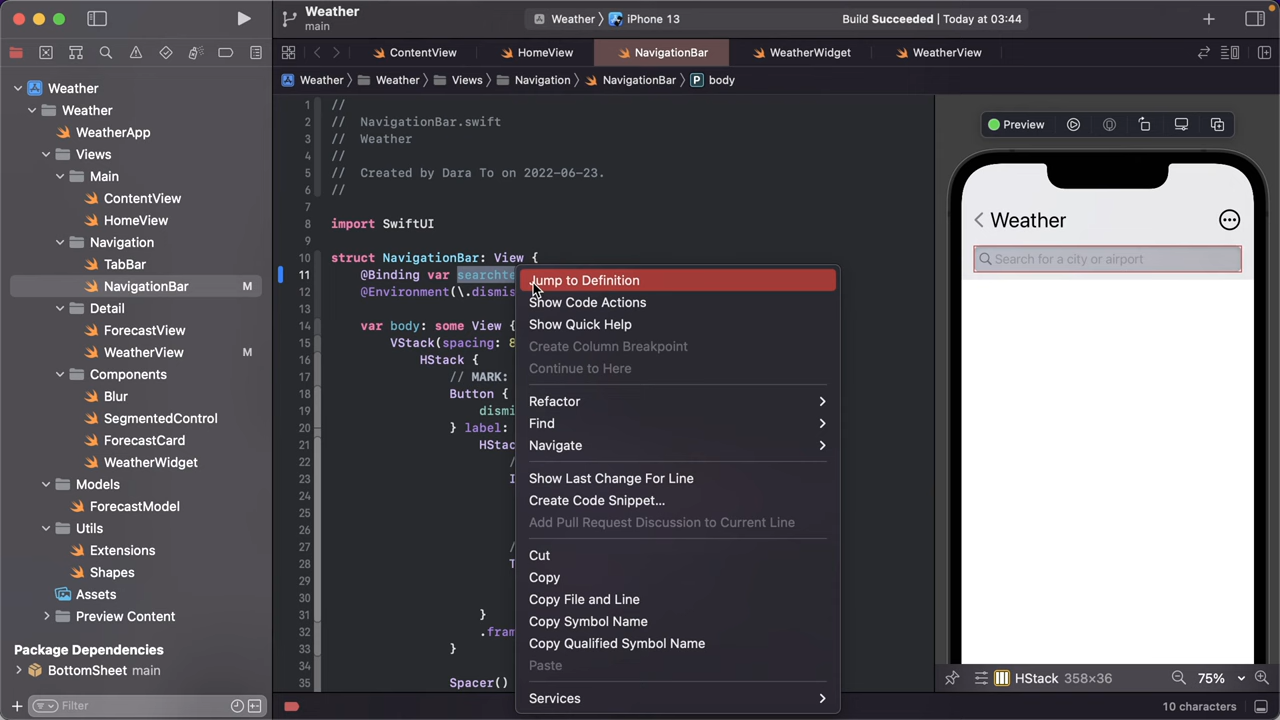 Weather
main
Weather
iPhone 13
Build Succeeded | Today at 03:44
ContentView
HomeView
NavigationBar
WeatherWidget
WeatherView
Weather
Weather
Views
Navigation
NavigationBar
P
body
Weather
Weather
WeatherApp
Views
Main
ContentView
HomeView
Navigation
TabBar
NavigationBar M
Detail
ForecastView
WeatherView M
Components
Blur
SegmentedControl
ForecastCard
WeatherWidget
Models
ForecastModel
Utils
Extensions
Shapes
Assets
Preview Content
Package Dependencies
BottomSheet main
Filter
1 //
2 // NavigationBar.swift
3 // Weather
4 //
5 // Created by Dara To on 2022-06-23.
6 //
7
8 import SwiftUI
9
10 struct NavigationBar: View {
11 @Binding var searchte
12 @Environment(\.dismis
13
14 var body: some View {
15 VStack(spacing: 8
16 HStack {
17 // MARK:
18 Button {
19 dismi
20 } label:
21 HStac
22 /
23 I
24
25
26
27 /
28 T
29
30
31 }
32 .fram
33 }
34
35 Spacer()
Jump to Definition
Show Code Actions
Show Quick Help
Create Column Breakpoint
Continue to Here
Refactor
Find
Navigate
Show Last Change For Line
Create Code Snippet...
Add Pull Request Discussion to Current Line
Cut
Copy
Copy File and Line
Copy Symbol Name
Copy Qualified Symbol Name
Paste
Services
Preview
Weather
Search for a city or airport
HStack 358×36
75%
10 characters